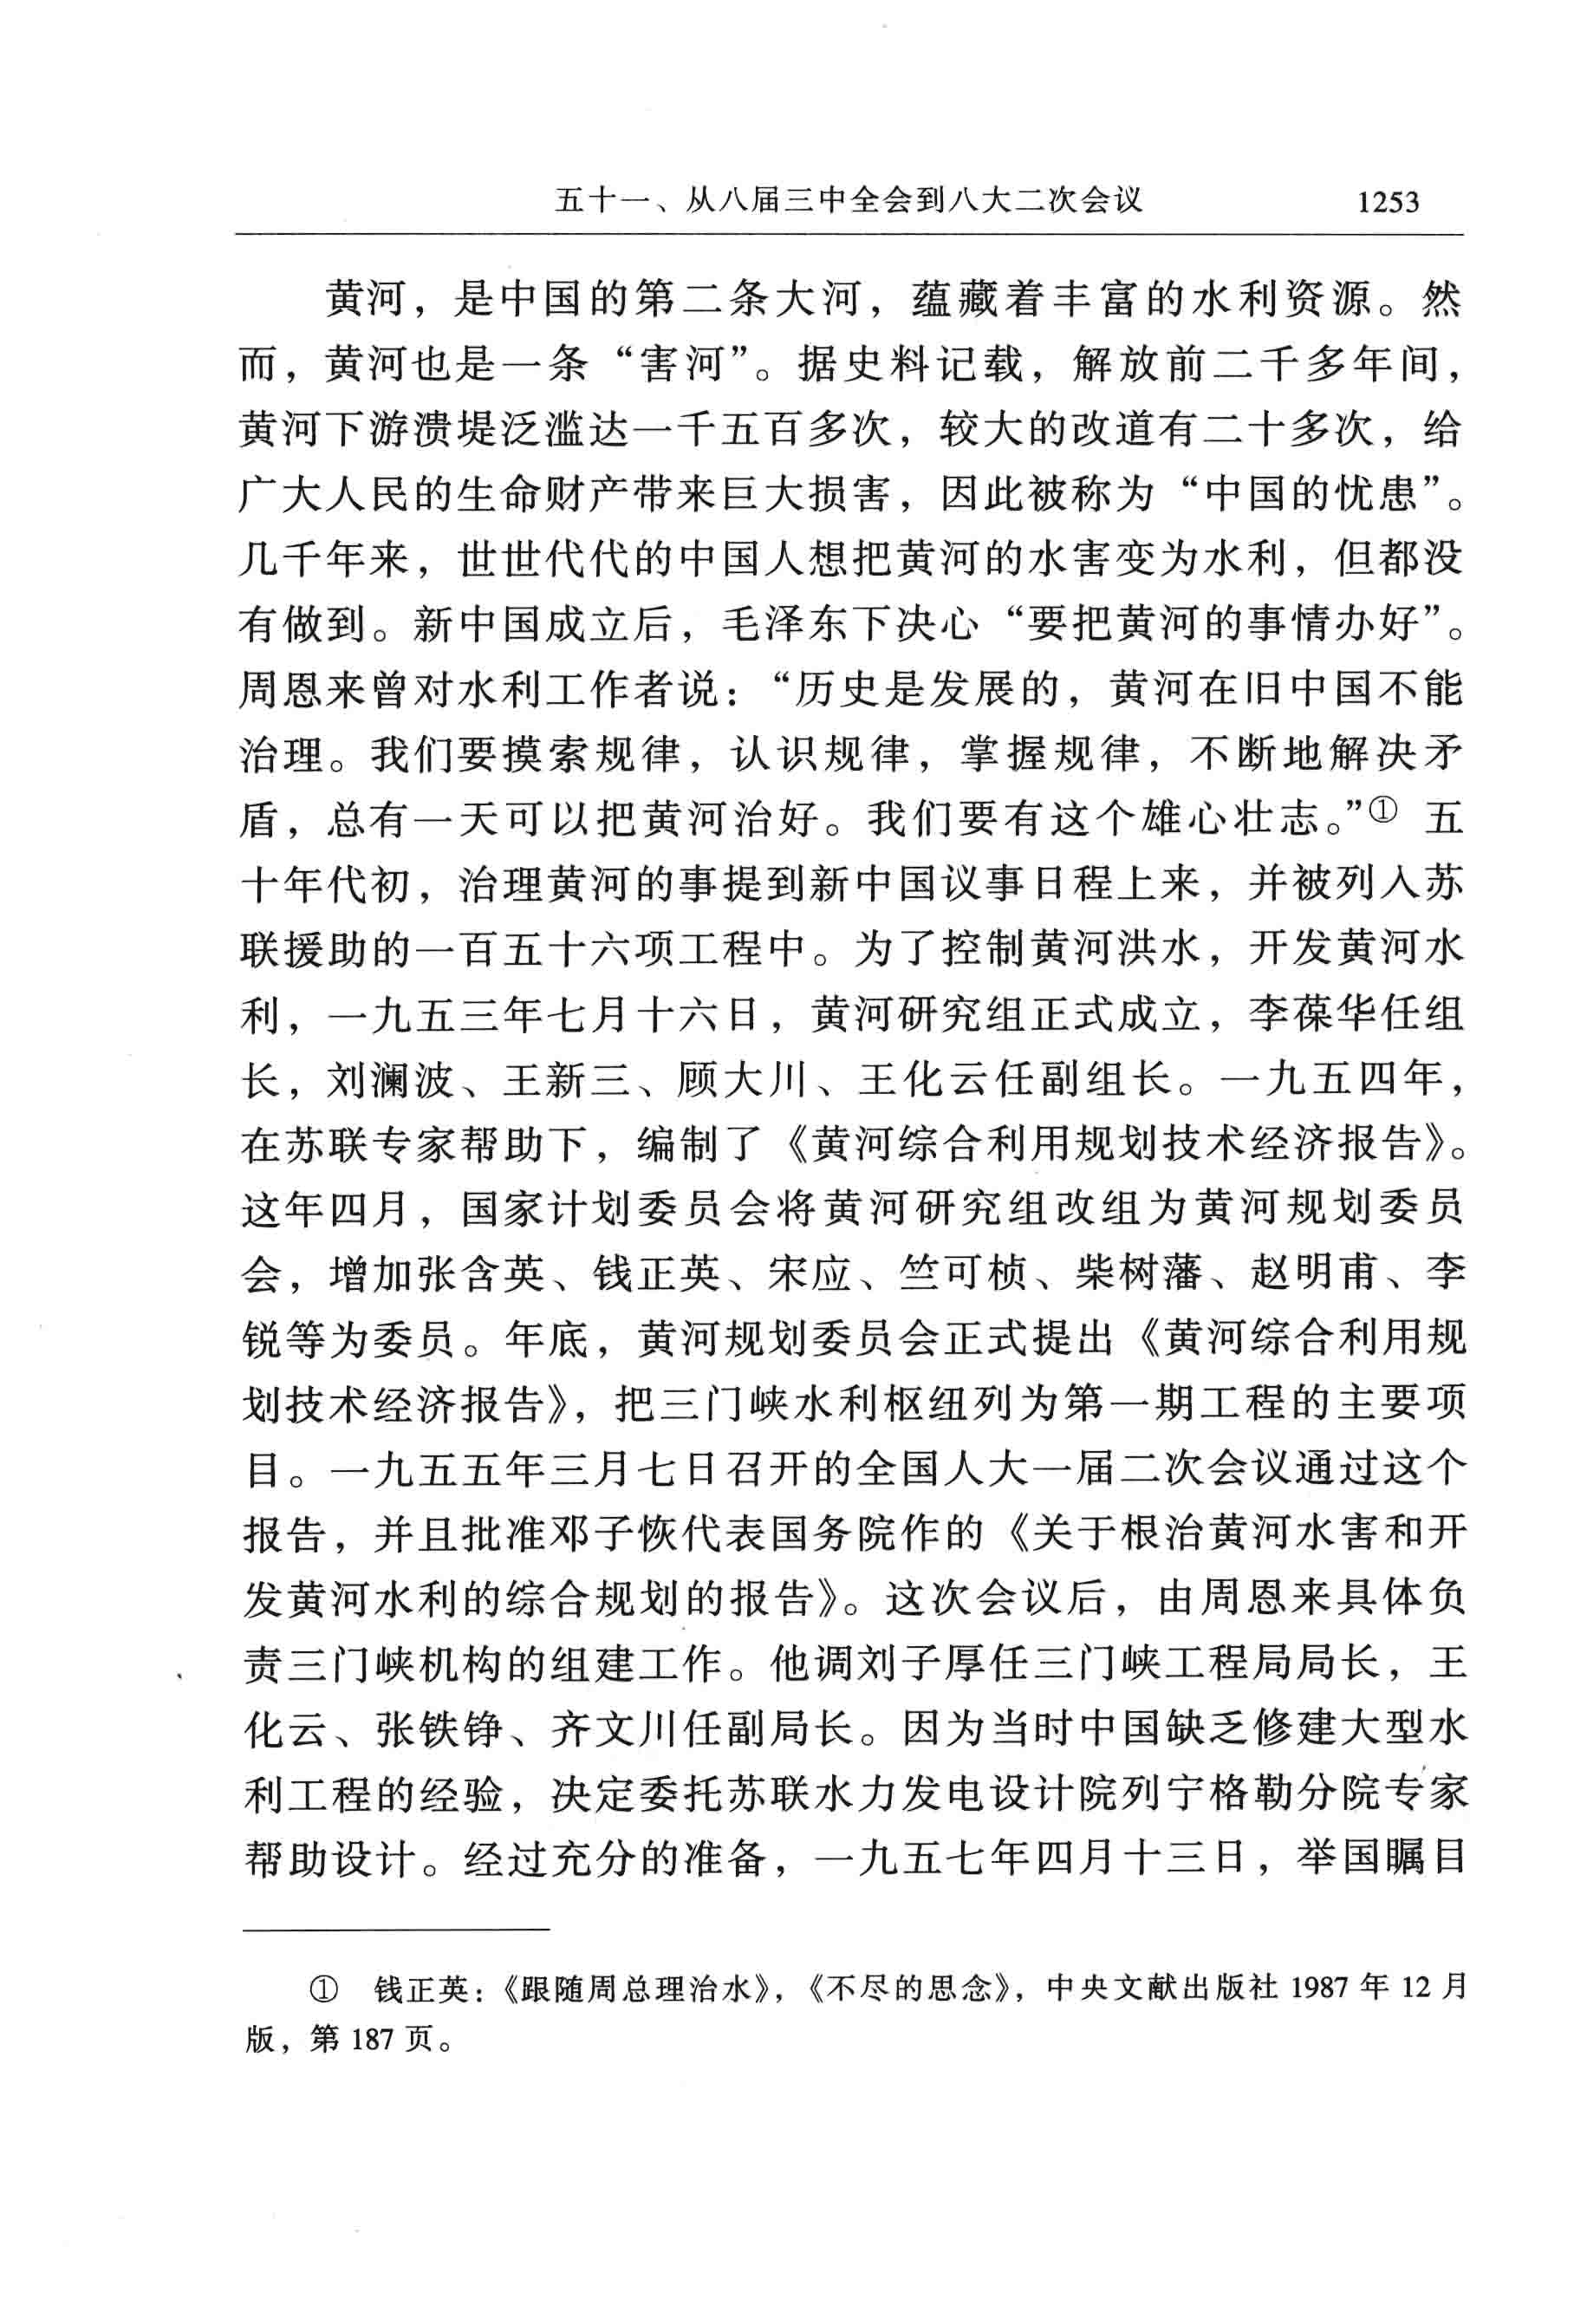 五十一、从八届三中全会到八大二次会议 1253
黄河，是中国的第二条大河，蕴藏着丰富的水利资源。然
而，黄河也是一条“害河”。据史料记载，解放前二千多年间，
黄河下游溃堤泛滥达一千五百多次，较大的改道有二十多次，给
广大人民的生命财产带来巨大损害，因此被称为“中国的忧患”。
几千年来，世世代代的中国人想把黄河的水害变为水利，但都没
有做到。新中国成立后，毛泽东下决心“要把黄河的事情办好”。
周恩来曾对水利工作者说：“历史是发展的，黄河在旧中国不能
治理。我们要摸索规律，认识规律，掌握规律，不断地解决矛
盾，总有一天可以把黄河治好。我们要有这个雄心壮志。”① 五
十年代初，治理黄河的事提到新中国议事日程上来，并被列入苏
联援助的一百五十六项工程中。为了控制黄河洪水，开发黄河水
利，一九五三年七月十六日，黄河研究组正式成立，李葆华任组
长，刘澜波、王新三、顾大川、王化云任副组长。一九五四年，
在苏联专家帮助下，编制了《黄河综合利用规划技术经济报告》。
这年四月，国家计划委员会将黄河研究组改组为黄河规划委员
会，增加张含英、钱正英、宋应、竺可桢、柴树藩、赵明甫、李
锐等为委员。年底，黄河规划委员会正式提出《黄河综合利用规
划技术经济报告》，把三门峡水利枢纽列为第一期工程的主要项
目。一九五五年三月七日召开的全国人大一届二次会议通过这个
报告，并且批准邓子恢代表国务院作的《关于根治黄河水害和开
发黄河水利的综合规划的报告》。这次会议后，由周恩来具体负
责三门峡机构的组建工作。他调刘子厚任三门峡工程局局长，王
化云、张铁铮、齐文川任副局长。因为当时中国缺乏修建大型水
利工程的经验，决定委托苏联水力发电设计院列宁格勒分院专家
帮助设计。经过充分的准备，一九五七年四月十三日，举国瞩目
① 钱正英：《跟随周总理治水》，《不尽的思念》，中央文献出版社 1987 年 12 月
版，第 187 页。